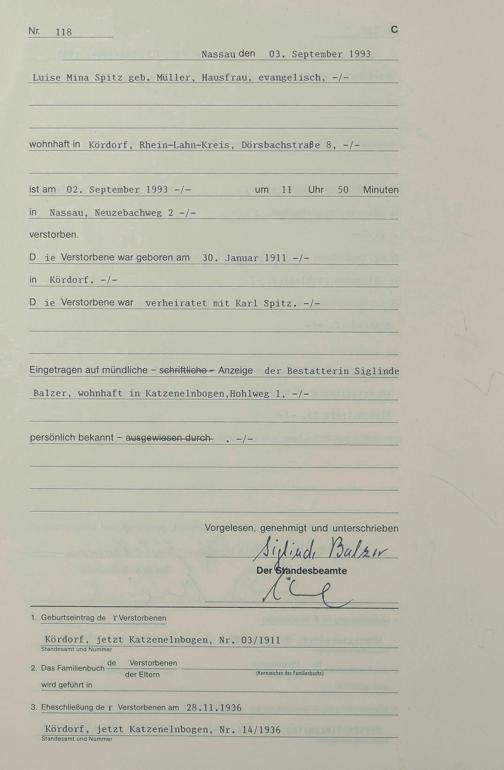 Nr. 118 C
Nassau den 03. September 1993
Luise Mina Spitz geb. Müller, Hausfrau, evangelisch, -/-
wohnhaft in Kördorf, Rhein-Lahn-Kreis, Dörsbachstraße 8, -/-
ist am 02. September 1993 -/- um 11 Uhr 50 Minuten
in Nassau, Neuzebachweg 2 -/-
verstorben.
D ie Verstorbene war geboren am 30. Januar 1911 -/-
in Kördorf. -/-
D ie Verstorbene war verheiratet mit Karl Spitz. -/-
Eingetragen auf mündliche – schriftliche – Anzeige der Bestatterin Siglinde
Balzer, wohnhaft in Katzenelnbogen,Hohlweg 1. -/-
persönlich bekannt – ausgewiesen durch . -/-
Vorgelesen, genehmigt und unterschrieben
Siglinde Balzer
Der Standesbeamte
1. Geburtseintrag de r Verstorbenen
Kördorf, jetzt Katzenelnbogen, Nr. 03/1911
Standesamt und Nummer
2. Das Familienbuch de Verstorbenen
der Eltern (Kennzeichen des Familienbuchs)
wird geführt in
3. Eheschließung de r Verstorbenen am 28.11.1936
Kördorf, jetzt Katzenelnbogen, Nr. 14/1936
Standesamt und Nummer